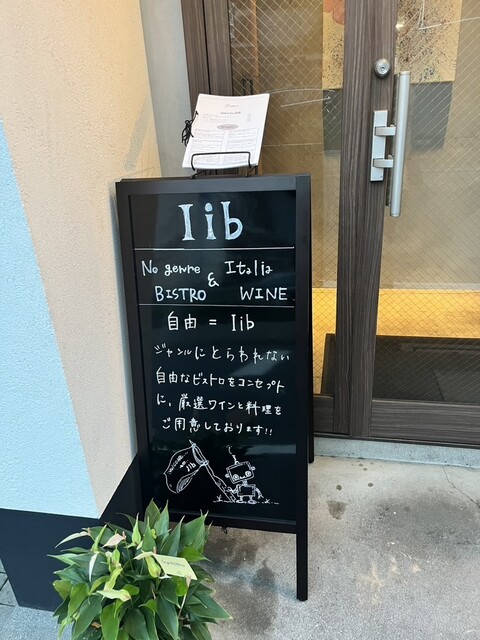 Iib
No genre & Italia
BISTRO WINE
自由 = Iib
ジャンルにとらわれない
自由なビストロをコンセプト
に、厳選ワインと料理を
ご用意しております!!
Iib